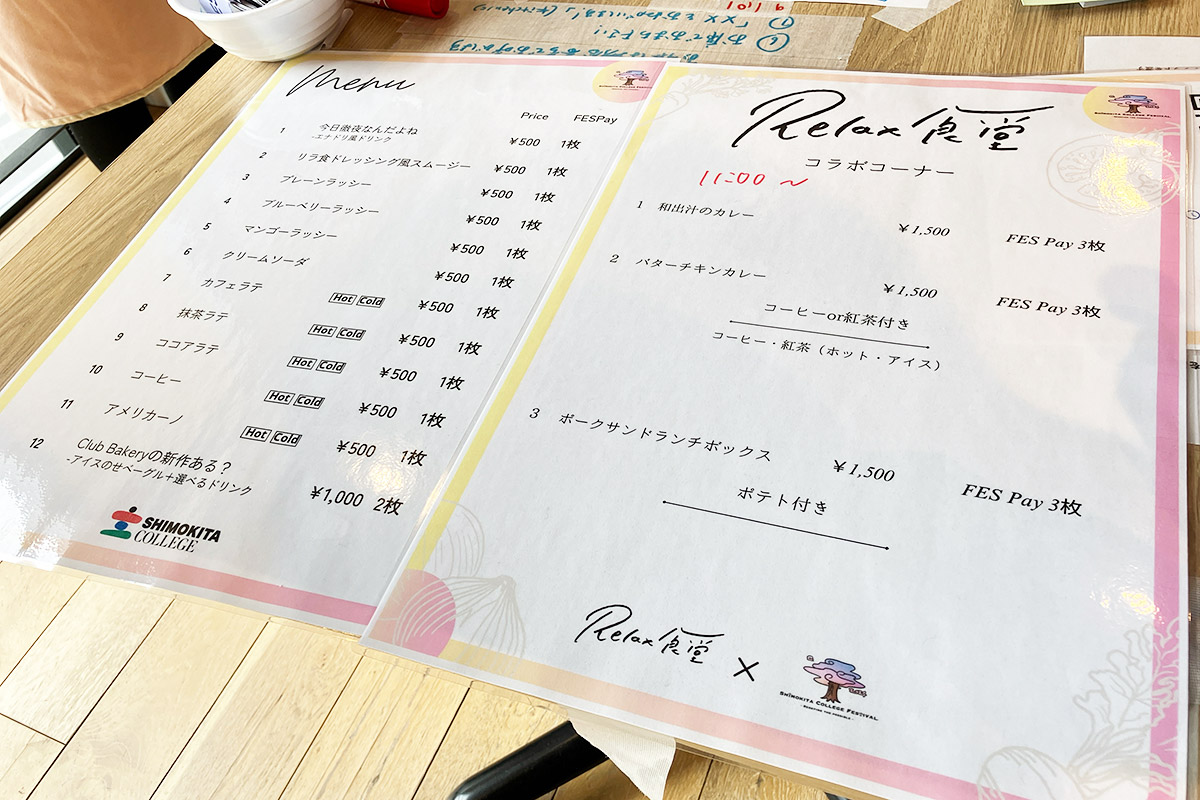 Menu
Price FESPay
1 今日徹夜なんだよね ¥500 1枚
-エナドリ風ドリンク
2 リラ食ドレッシング風スムージー ¥500 1枚
3 プレーンラッシー ¥500 1枚
4 ブルーベリーラッシー ¥500 1枚
5 マンゴーラッシー ¥500 1枚
6 クリームソーダ ¥500 1枚
7 カフェラテ Hot Cold ¥500 1枚
8 抹茶ラテ Hot Cold ¥500 1枚
9 ココアラテ Hot Cold ¥500 1枚
10 コーヒー Hot Cold ¥500 1枚
11 アメリカーノ Hot Cold ¥500 1枚
12 Club Bakeryの新作ある？ ¥1,000 2枚
-アイスのせベーグル＋選べるドリンク
SHIMOKITA
COLLEGE
SHIMOKITA COLLEGE FESTIVAL
Relax食堂
コラボコーナー
11:00 ~
1 和出汁のカレー ¥1,500 FES Pay 3枚
2 バターチキンカレー ¥1,500 FES Pay 3枚
コーヒーor紅茶付き
コーヒー・紅茶（ホット・アイス）
3 ポークサンドランチボックス ¥1,500 FES Pay 3枚
ポテト付き
Relax食堂 ×
SHIMOKITA COLLEGE FESTIVAL